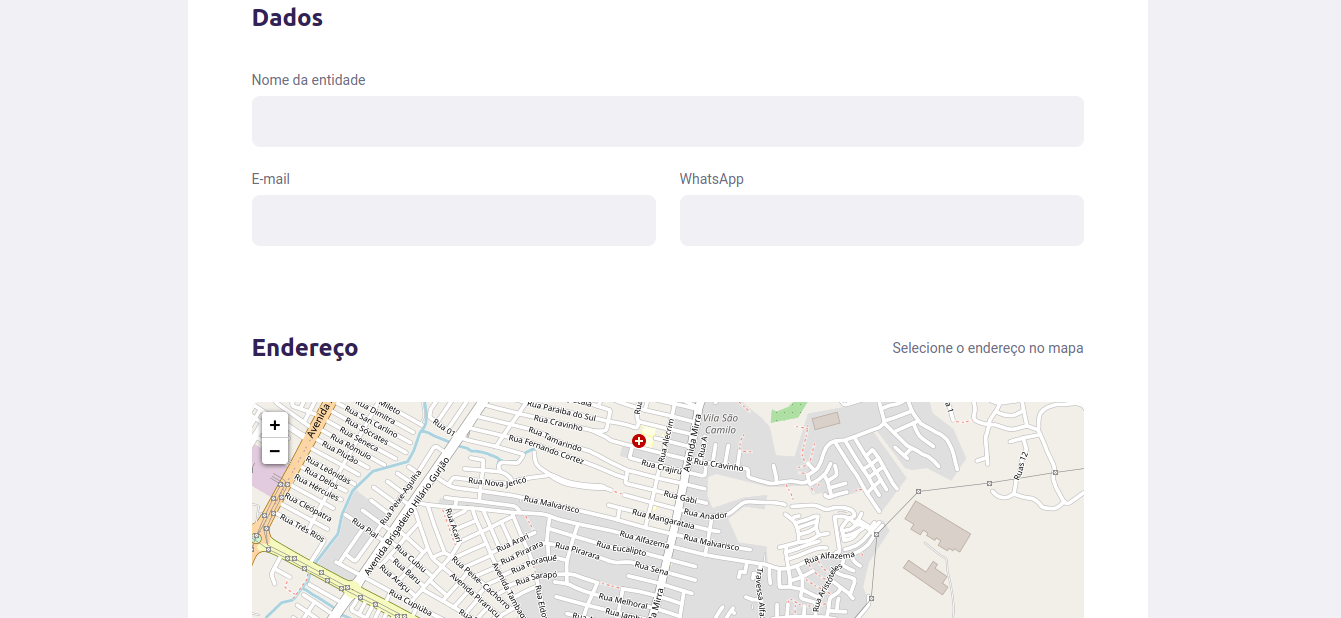 Dados
Nome da entidade
E-mail
WhatsApp
Endereço
Selecione o endereço no mapa
+
−
Avenida
Mileto
Rua Dimitra
Rua San Carlino
Rua Sócrates
Rua Seneca
Rua Rômulo
Rua Plutão
Rua Leônidas
Rua Delos
Rua Hércules
Rua Cleópatra
Rua Três Rios
Rua 01
Rua Peixe-Agulha
Avenida Brigadeiro Hilário Gurjão
Rua Pial
Rua Acari
Rua Cubiu
Rua Baru
Rua Araçu
Rua Cupiúba
Rua Paraíba do Sul
Rua Cravinho
Rua Tamarindo
Rua Fernando Cortez
Rua Nova Jericó
Rua Malvarisco
Rua Arari
Rua Pirarara
Rua Poraquê
Rua Sarapó
Rua Peixe-Cachorro
Avenida Pirarucu
Rua Pirarara
Rua Eucalipto
Rua Alfazema
Rua Sena
Rua Melhoral
Rua Alecrim
Avenida Mirra
Rua A
Vila São
Camilo
Rua Crajiru
Rua Cravinho
Rua Gabi
Rua Anador
Rua Mangarataia
Rua Malvarisco
Mirra
Rua Alfazema
Rua Aristóteles
Ruas 12